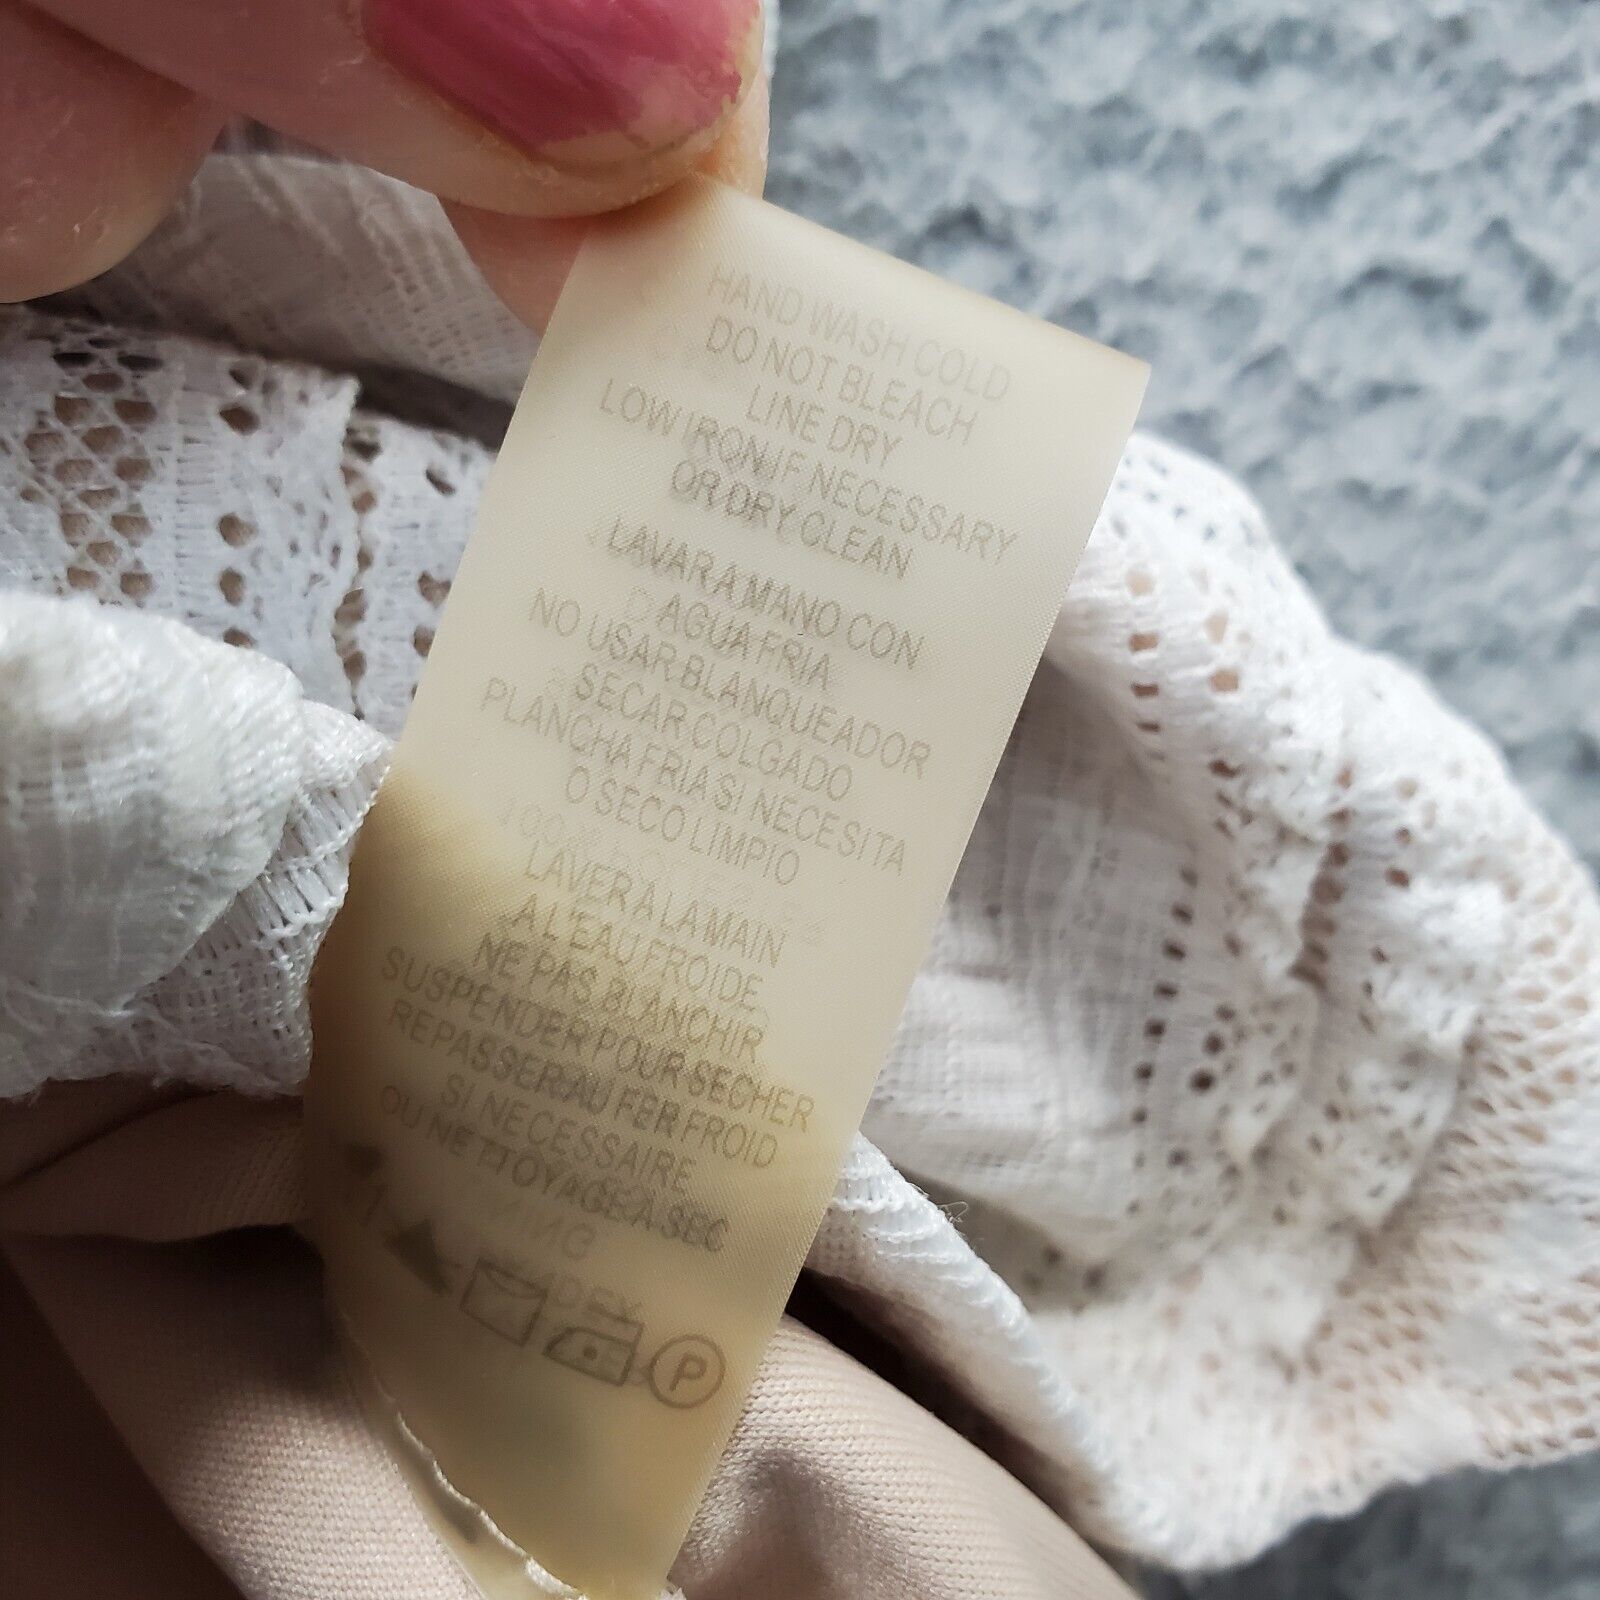 HAND WASH COLD
DO NOT BLEACH
LINE DRY
LOW IRON IF NECESSARY
OR DRY CLEAN
LAVAR A MANO CON
AGUA FRIA
NO USAR BLANQUEADOR
SECAR COLGADO
PLANCHA FRIA SI NECESITA
O SECO LIMPIO
LAVER A LA MAIN
A L'EAU FROIDE
NE PAS BLANCHIR
SUSPENDER POUR SECHER
REPASSER AU FER FROID
SI NECESSAIRE
OU NETTOYAGE A SEC
P